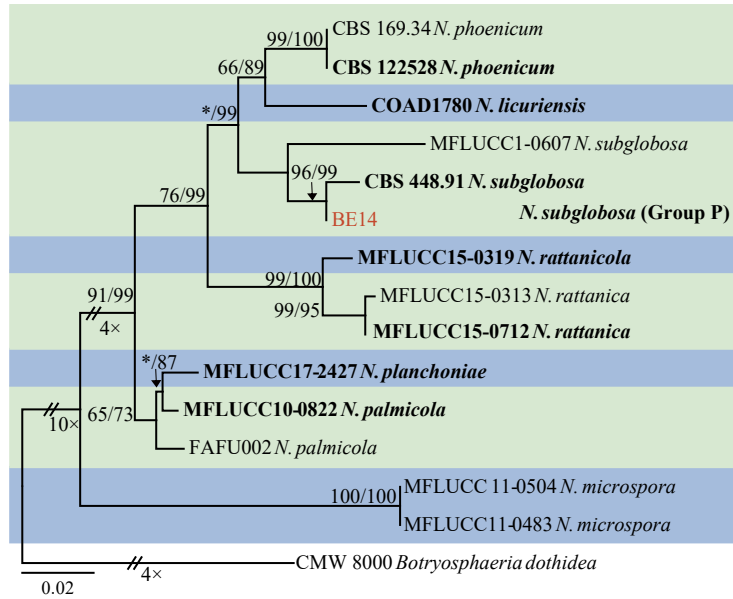 CBS 169.34 N. phoenicum
99/100
CBS 122528 N. phoenicum
66/89
COAD1780 N. licuriensis
*/99
MFLUCC1-0607 N. subglobosa
96/99
CBS 448.91 N. subglobosa
N. subglobosa (Group P)
BE14
76/99
MFLUCC15-0319 N. rattanicola
99/100
MFLUCC15-0313 N. rattanica
91/99
99/95
4×
MFLUCC15-0712 N. rattanica
*/87
MFLUCC17-2427 N. planchoniae
65/73
MFLUCC10-0822 N. palmicola
10×
FAFU002 N. palmicola
MFLUCC 11-0504 N. microspora
100/100
MFLUCC11-0483 N. microspora
CMW 8000 Botryosphaeria dothidea
4×
0.02